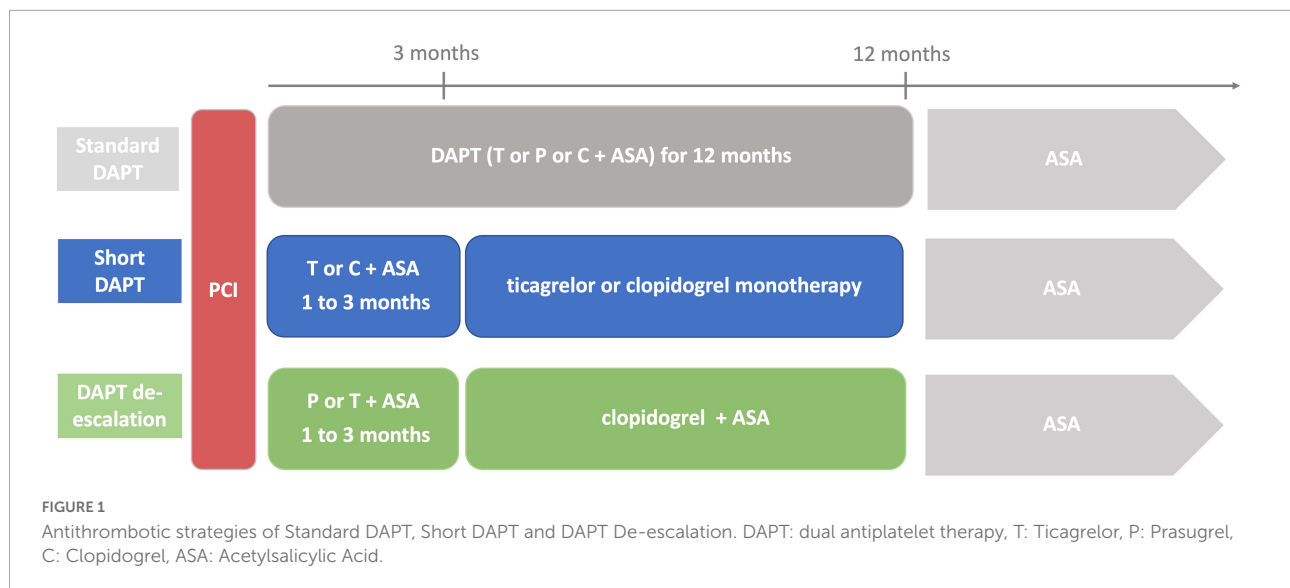 3 months
12 months
Standard
DAPT
DAPT (T or P or C + ASA) for 12 months
ASA
Short
DAPT
PCI
T or C + ASA
1 to 3 months
ticagrelor or clopidogrel monotherapy
ASA
DAPT de-
escalation
P or T + ASA
1 to 3 months
clopidogrel + ASA
ASA
FIGURE 1
Antithrombotic strategies of Standard DAPT, Short DAPT and DAPT De-escalation. DAPT: dual antiplatelet therapy, T: Ticagrelor, P: Prasugrel,
C: Clopidogrel, ASA: Acetylsalicylic Acid.